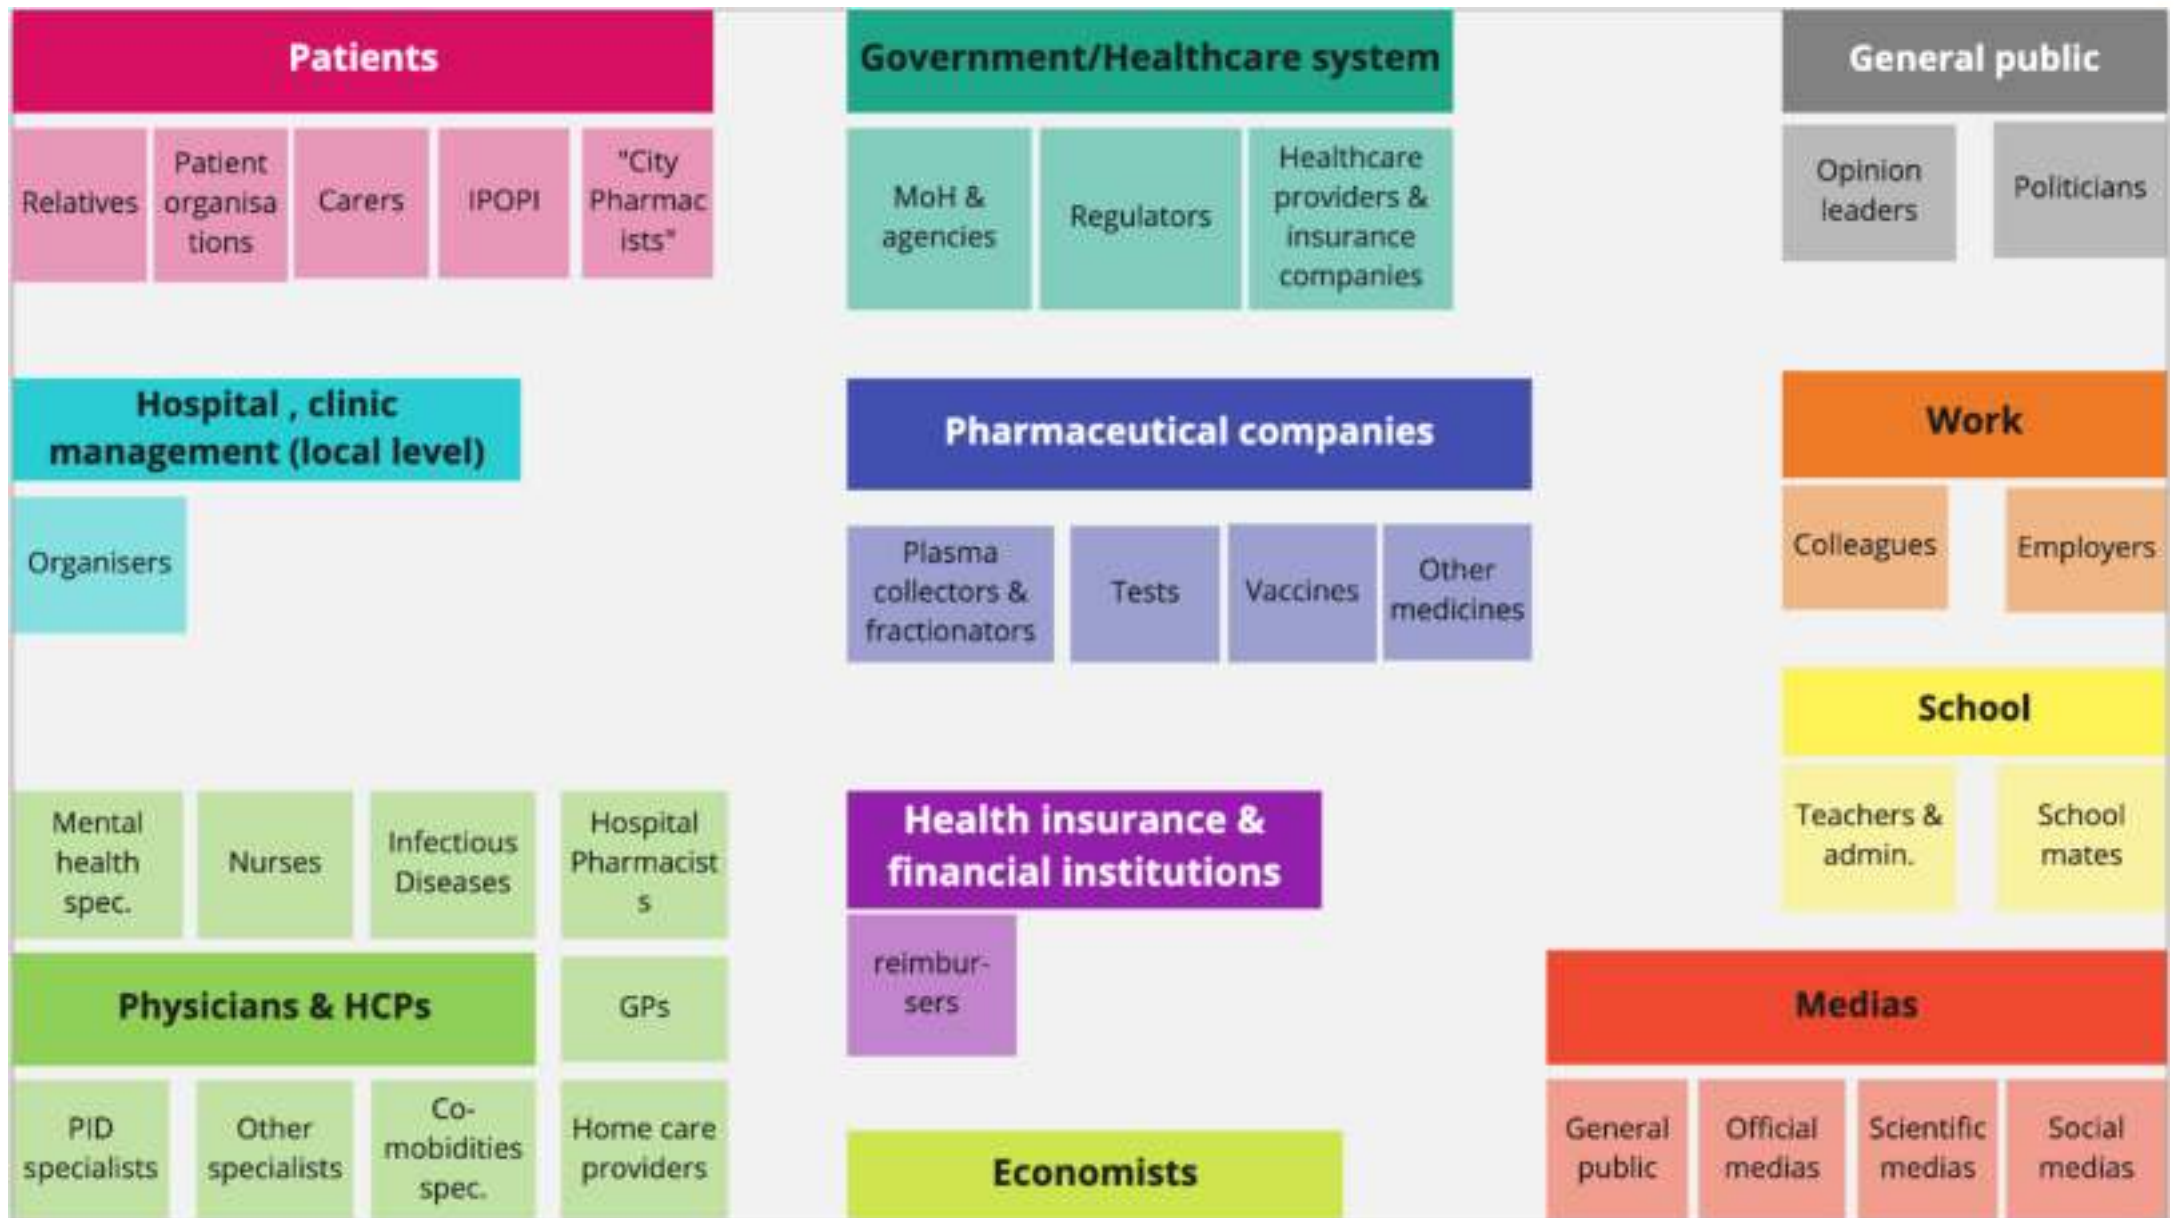 Patients
Relatives
Patient
organisa
tions
Carers
IPOPI
"City
Pharmac
ists"
Government/Healthcare system
MoH &
agencies
Regulators
Healthcare
providers &
insurance
companies
General public
Opinion
leaders
Politicians
Hospital , clinic
management (local level)
Organisers
Pharmaceutical companies
Plasma
collectors &
fractionators
Tests
Vaccines
Other
medicines
Work
Colleagues
Employers
School
Teachers &
admin.
School
mates
Mental
health
spec.
Nurses
Infectious
Diseases
Hospital
Pharmacist
s
Physicians & HCPs
GPs
PID
specialists
Other
specialists
Co-
mobidities
spec.
Home care
providers
Health insurance &
financial institutions
reimbur-
sers
Economists
Medias
General
public
Official
medias
Scientific
medias
Social
medias